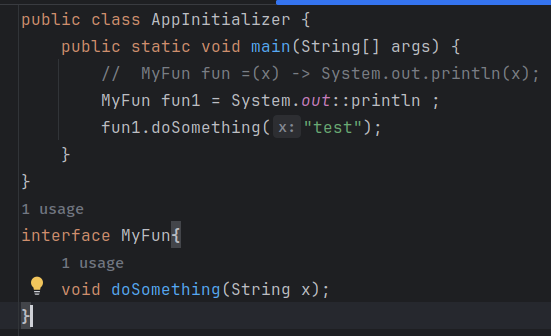 public class AppInitializer {
    public static void main(String[] args) {
        //  MyFun fun =(x) -> System.out.println(x);
        MyFun fun1 = System.out::println ;
        fun1.doSomething( x: "test");
    }
}
1 usage
interface MyFun{
    1 usage
    void doSomething(String x);
}